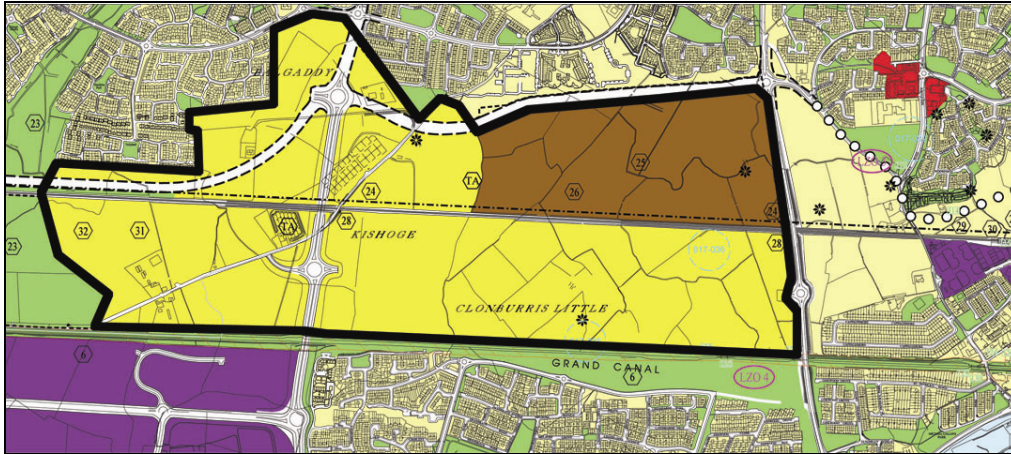 BALGADDY
23
25
TA
24
26
24
32
31
28
TA
KISHOGE
23
28
29
30
CLONBURRIS LITTLE
GRAND CANAL
6
6
LZO 4